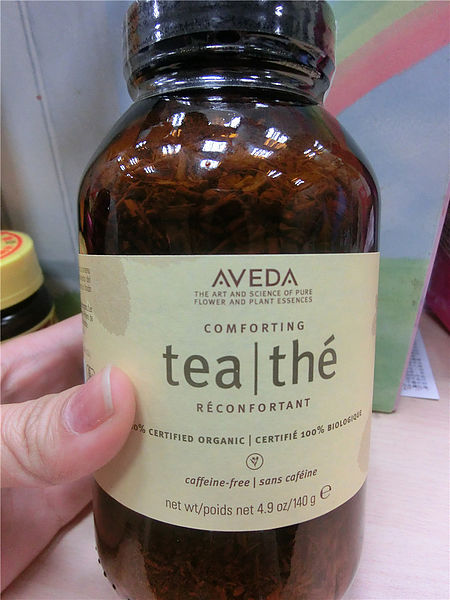 AVEDA
THE ART AND SCIENCE OF PURE
FLOWER AND PLANT ESSENCES
COMFORTING
tea|thé
RÉCONFORTANT
0% CERTIFIED ORGANIC | CERTIFIÉ 100% BIOLOGIQUE
caffeine-free | sans caféine
net wt/poids net 4.9 oz/140 g e